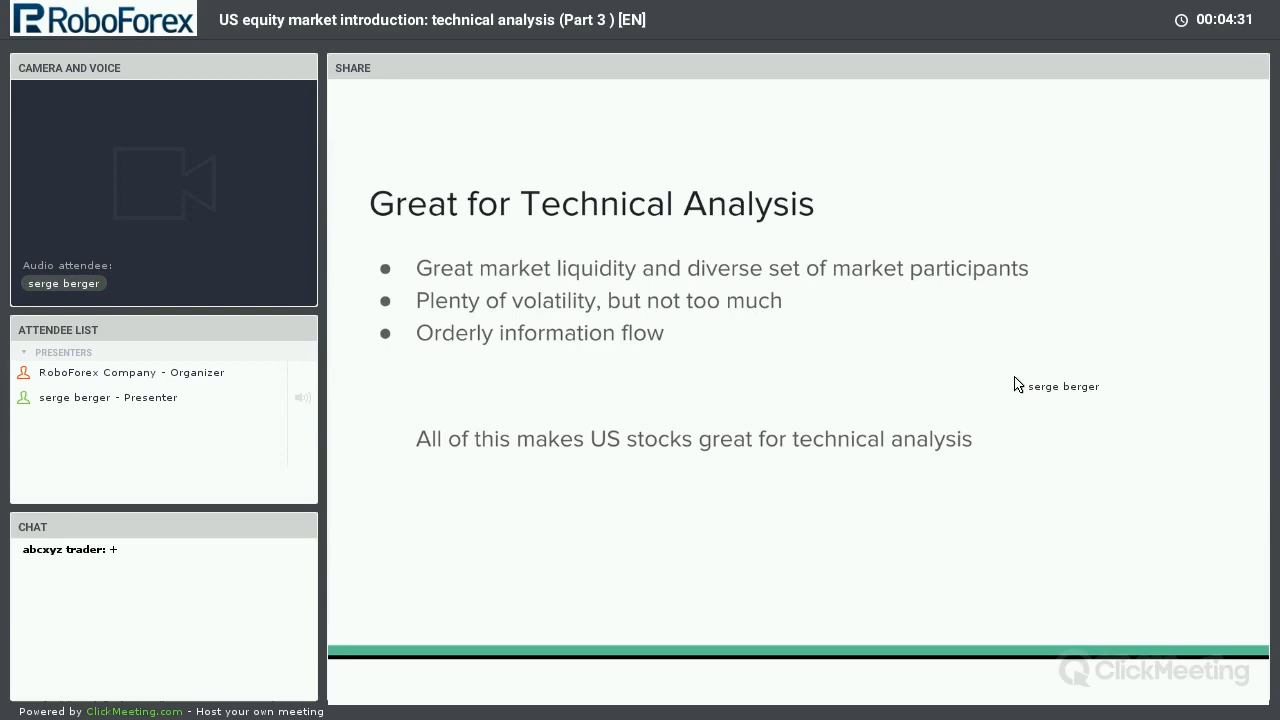 RoboForex
US equity market introduction: technical analysis (Part 3 ) [EN]
00:04:31
CAMERA AND VOICE
Audio attendee:
serge berger
ATTENDEE LIST
PRESENTERS
RoboForex Company - Organizer
serge berger - Presenter
CHAT
abcxyz trader: +
SHARE
Great for Technical Analysis
● Great market liquidity and diverse set of market participants
● Plenty of volatility, but not too much
● Orderly information flow
serge berger
All of this makes US stocks great for technical analysis
ClickMeeting
Powered by ClickMeeting.com - Host your own meeting